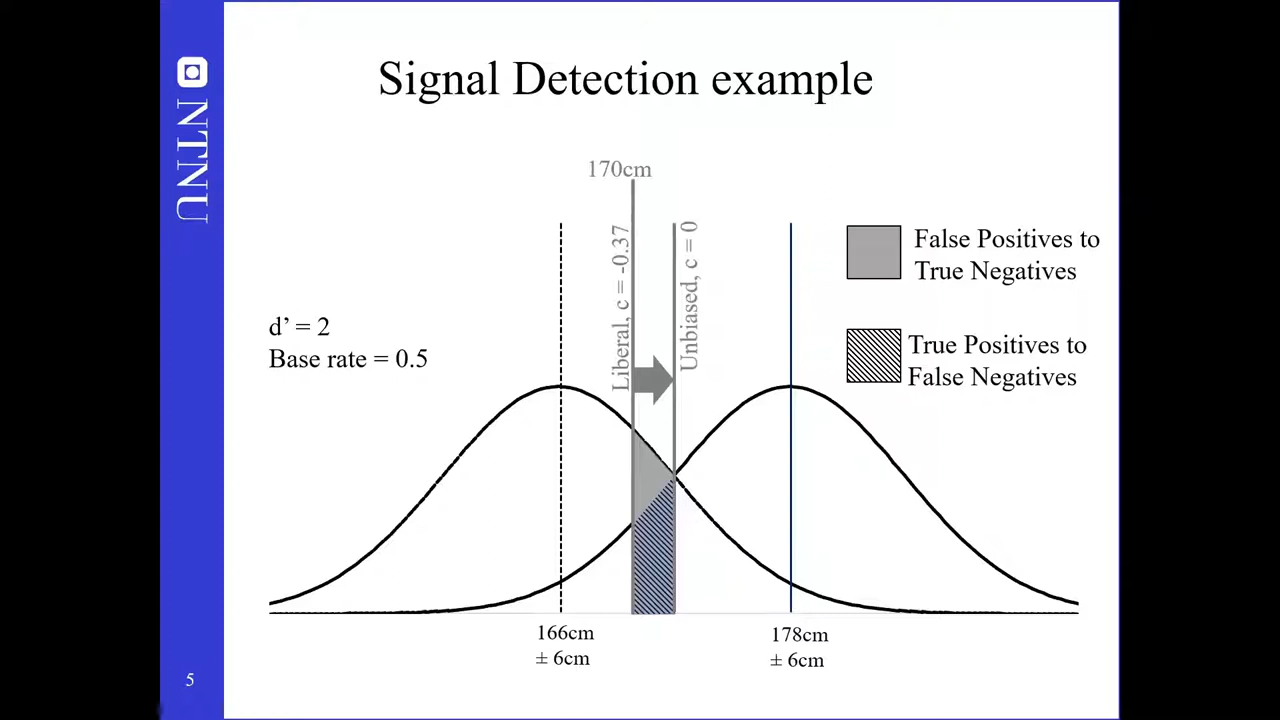 NTNU
Signal Detection example
170cm
Liberal, c = -0.37
Unbiased, c = 0
False Positives to
True Negatives
True Positives to
False Negatives
d’ = 2
Base rate = 0.5
166cm
± 6cm
178cm
± 6cm
5